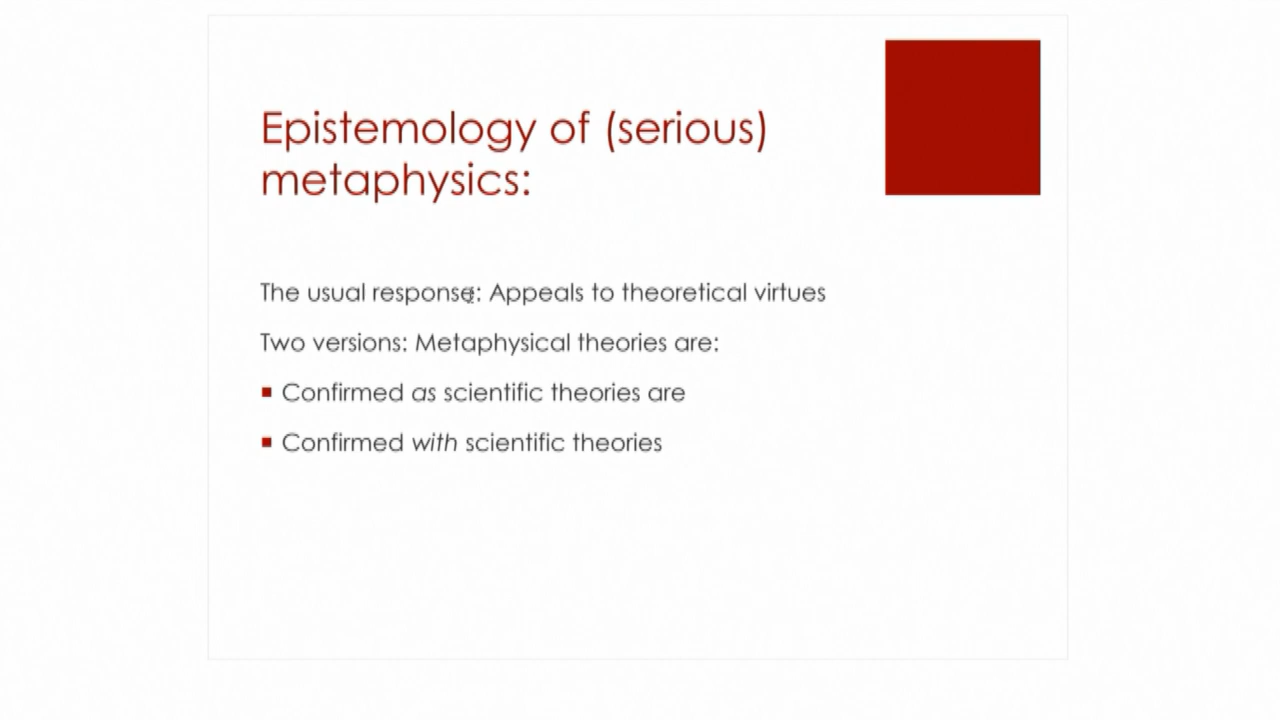 Epistemology of (serious)
metaphysics:
The usual response: Appeals to theoretical virtues
Two versions: Metaphysical theories are:
Confirmed as scientific theories are
Confirmed with scientific theories